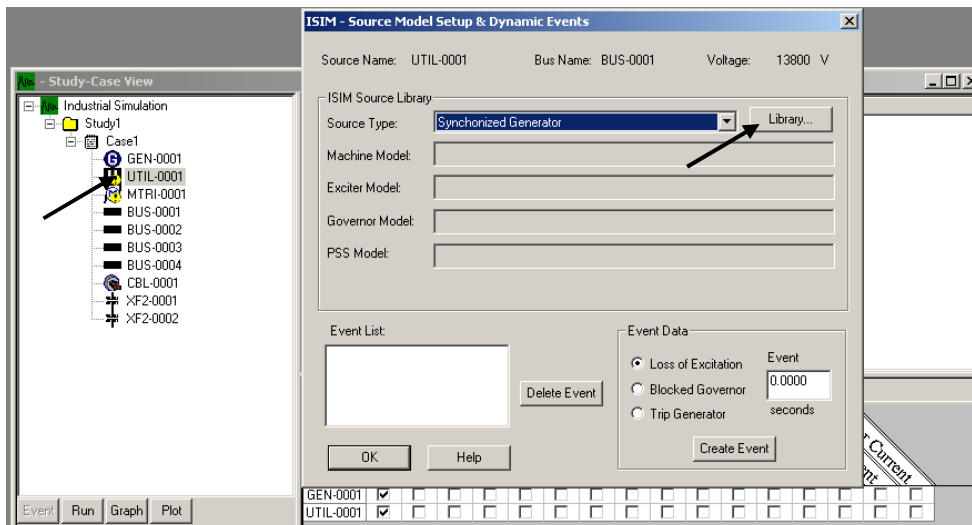 ISIM - Source Model Setup & Dynamic Events
Source Name: UTIL-0001 Bus Name: BUS-0001 Voltage: 13800 V
- Study-Case View
Industrial Simulation
Study1
Case1
GEN-0001
UTIL-0001
MTRI-0001
BUS-0001
BUS-0002
BUS-0003
BUS-0004
CBL-0001
XF2-0001
XF2-0002
Event Run Graph Plot
ISIM Source Library
Source Type: Synchonized Generator Library...
Machine Model:
Exciter Model:
Governor Model:
PSS Model:
Event List:
Delete Event
Event Data
Loss of Excitation
Blocked Governor
Trip Generator
Event
0.0000
seconds
Create Event
OK Help
Current
GEN-0001
UTIL-0001